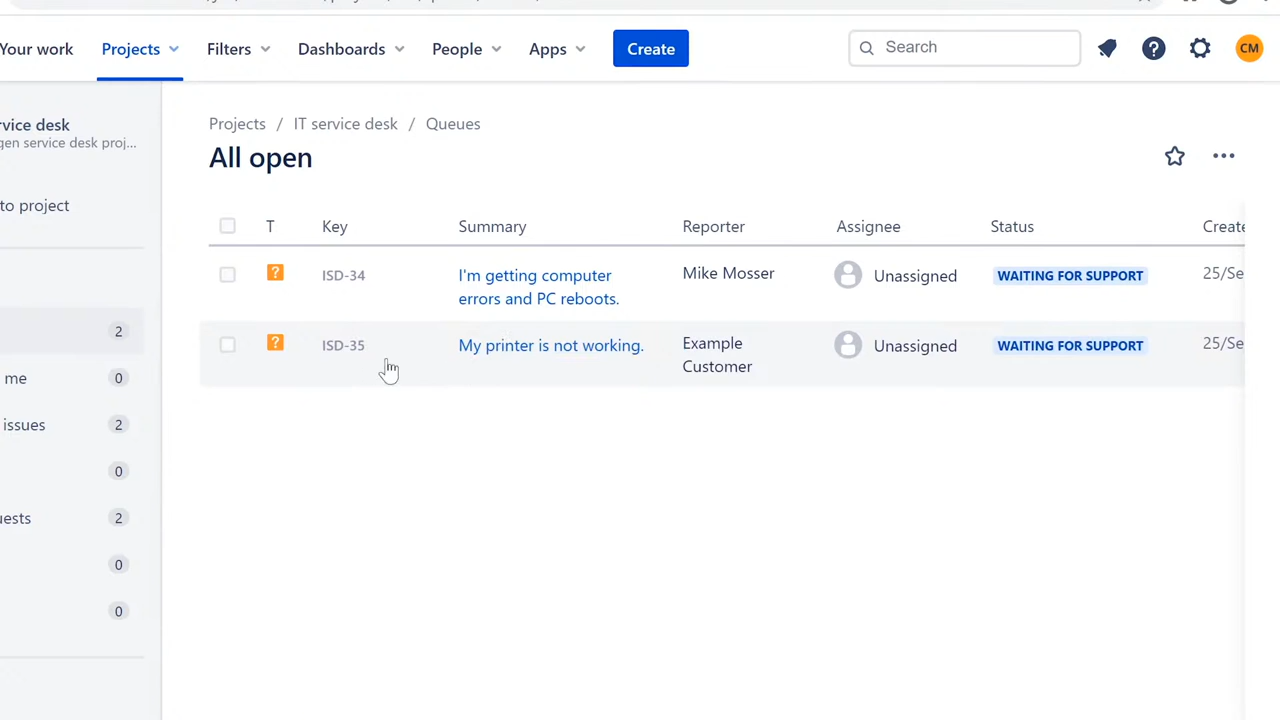 Your work Projects Filters Dashboards People Apps Create Search CM
rvice desk
gen service desk proj...
Projects / IT service desk / Queues
All open
to project
T Key Summary Reporter Assignee Status Create
? ISD-34 I'm getting computer Mike Mosser Unassigned WAITING FOR SUPPORT 25/Se
errors and PC reboots.
2
? ISD-35 My printer is not working. Example Unassigned WAITING FOR SUPPORT 25/Se
Customer
me 0
issues 2
0
uests 2
0
0